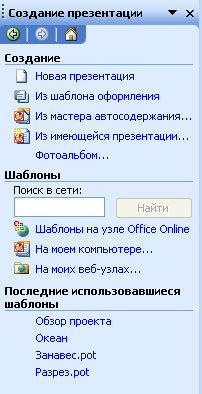 Создание презентации
Создание
Новая презентация
Из шаблона оформления
Из мастера автосодержания...
Из имеющейся презентации...
Фотоальбом...
Шаблоны
Поиск в сети:
Найти
Шаблоны на узле Office Online
На моем компьютере...
На моих веб-узлах...
Последние использовавшиеся
шаблоны
Обзор проекта
Океан
Занавес.pot
Разрез.pot